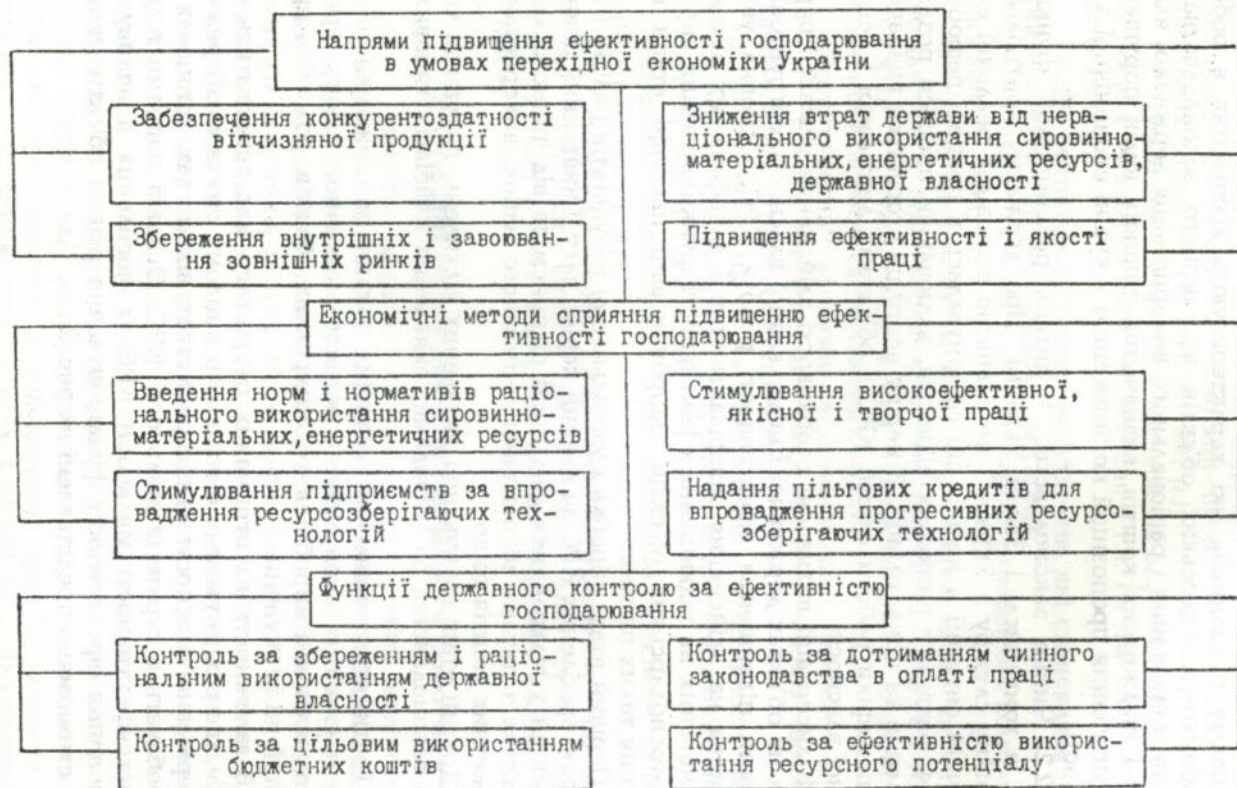 Напрями підвищення ефективності господарювання
в умовах перехідної економіки України
Забезпечення конкурентоздатності
вітчизняної продукції
Зниження втрат держави від нера-
ціонального використання сировинно-
матеріальних, енергетичних ресурсів,
державної власності
Збереження внутрішніх і завоюван-
ня зовнішніх ринків
Підвищення ефективності і якості
праці
Економічні методи сприяння підвищенню ефек-
тивності господарювання
Введення норм і нормативів раціо-
нального використання сировинно-
матеріальних, енергетичних ресурсів
Стимулювання високоефективної,
якісної і творчої праці
Стимулювання підприємств за впро-
вадження ресурсозберігаючих тех-
нологій
Надання пільгових кредитів для
впровадження прогресивних ресурсо-
зберігаючих технологій
Функції державного контролю за ефективністю
господарювання
Контроль за збереженням і раціо-
нальним використанням державної
власності
Контроль за дотриманням чинного
законодавства в оплаті праці
Контроль за цільовим використанням
бюджетних коштів
Контроль за ефективністю викорис-
тання ресурсного потенціалу